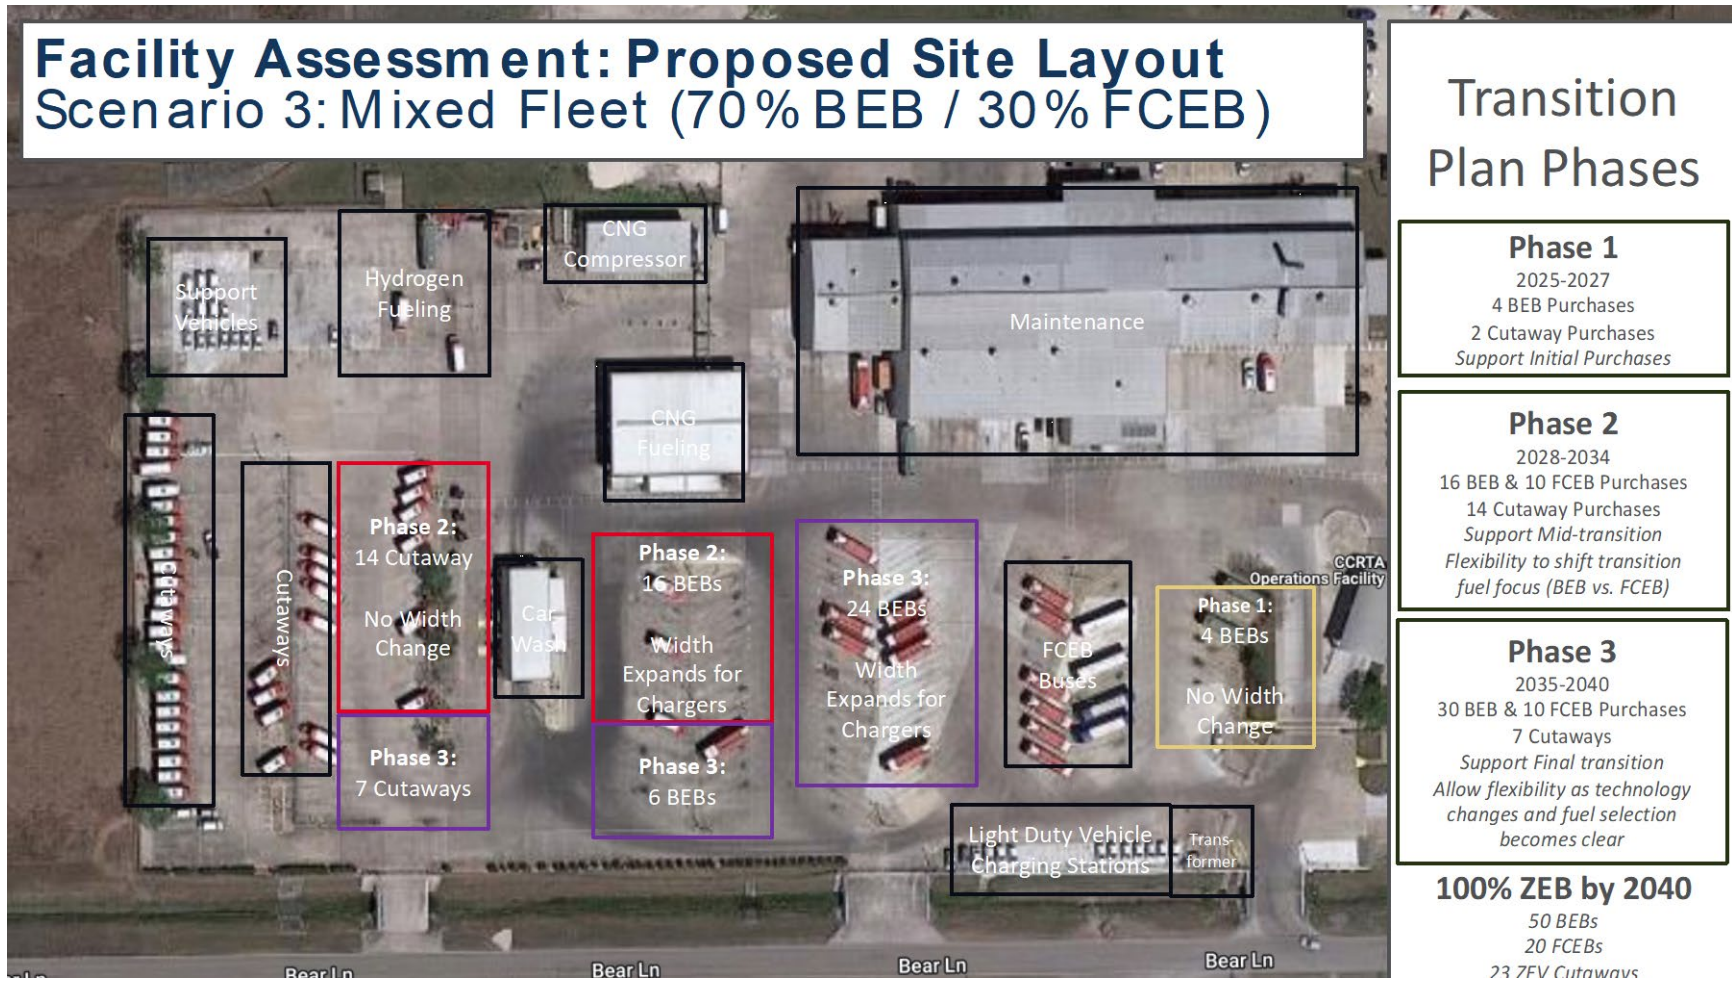 Facility Assessment: Proposed Site Layout
Scenario 3: Mixed Fleet (70% BEB / 30% FCEB)
Support
Vehicles
Hydrogen
Fueling
CNG
Compressor
Maintenance
CNG
Fueling
Cutaways
Cutaways
Phase 2:
14 Cutaway
No Width
Change
Phase 3:
7 Cutaways
Car
Wash
Phase 2:
16 BEBs
Width
Expands for
Chargers
Phase 3:
6 BEBs
Phase 3:
24 BEBs
Width
Expands for
Chargers
FCEB
Buses
CCRTA
Operations Facility
Phase 1:
4 BEBs
No Width
Change
Light Duty Vehicle
Charging Stations
Trans-
former
Bear Ln
Bear Ln
Bear Ln
Bear Ln
Transition
Plan Phases
Phase 1
2025-2027
4 BEB Purchases
2 Cutaway Purchases
Support Initial Purchases
Phase 2
2028-2034
16 BEB & 10 FCEB Purchases
14 Cutaway Purchases
Support Mid-transition
Flexibility to shift transition
fuel focus (BEB vs. FCEB)
Phase 3
2035-2040
30 BEB & 10 FCEB Purchases
7 Cutaways
Support Final transition
Allow flexibility as technology
changes and fuel selection
becomes clear
100% ZEB by 2040
50 BEBs
20 FCEBs
23 ZEV Cutaways